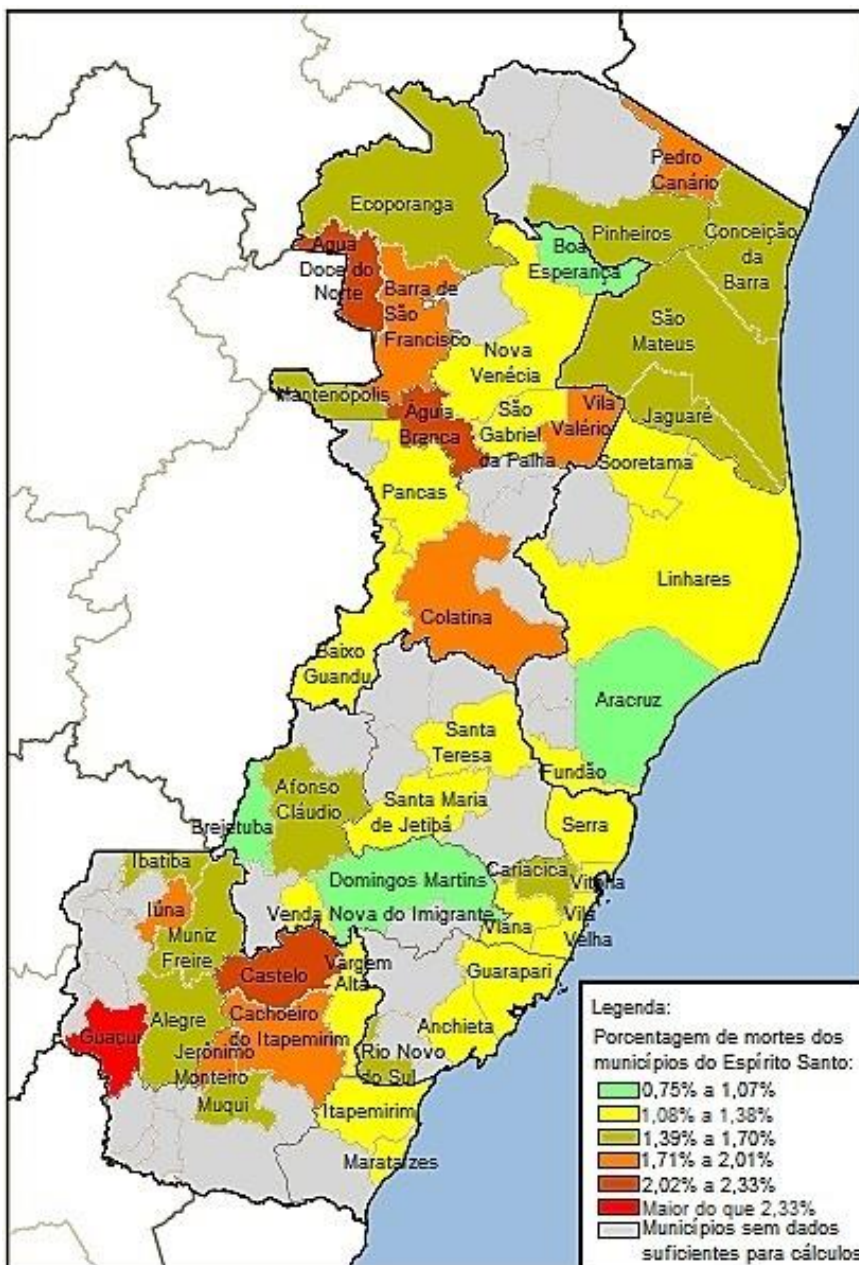 Pedro
Canário
Ecoporanga
Pinheiros
Conceição
da
Barra
Água
Doce do
Norte
Boa
Esperança
Barra de
São
Francisco
São
Mateus
Nova
Venécia
Mantenópolis
Águia
Branca
São
Gabriel
da Palha
Vila
Valério
Jaguaré
Sooretama
Pancas
Linhares
Colatina
Baixo
Guandu
Aracruz
Santa
Teresa
Fundão
Afonso
Cláudio
Santa Maria
de Jetibá
Serra
Brejetuba
Ibatiba
Cariacica
Vitória
Domingos Martins
Iúna
Venda Nova do Imigrante
Viana
Vila
Velha
Muniz
Freire
Castelo
Vargem
Alta
Guarapari
Guaçuí
Alegre
Cachoeiro
do Itapemirim
Anchieta
Jerônimo
Monteiro
Rio Novo
do Sul
Muqui
Itapemirim
Marataízes
Legenda:
Porcentagem de mortes dos
municípios do Espírito Santo:
0,75% a 1,07%
1,08% a 1,38%
1,39% a 1,70%
1,71% a 2,01%
2,02% a 2,33%
Maior do que 2,33%
Municípios sem dados
suficientes para cálculos